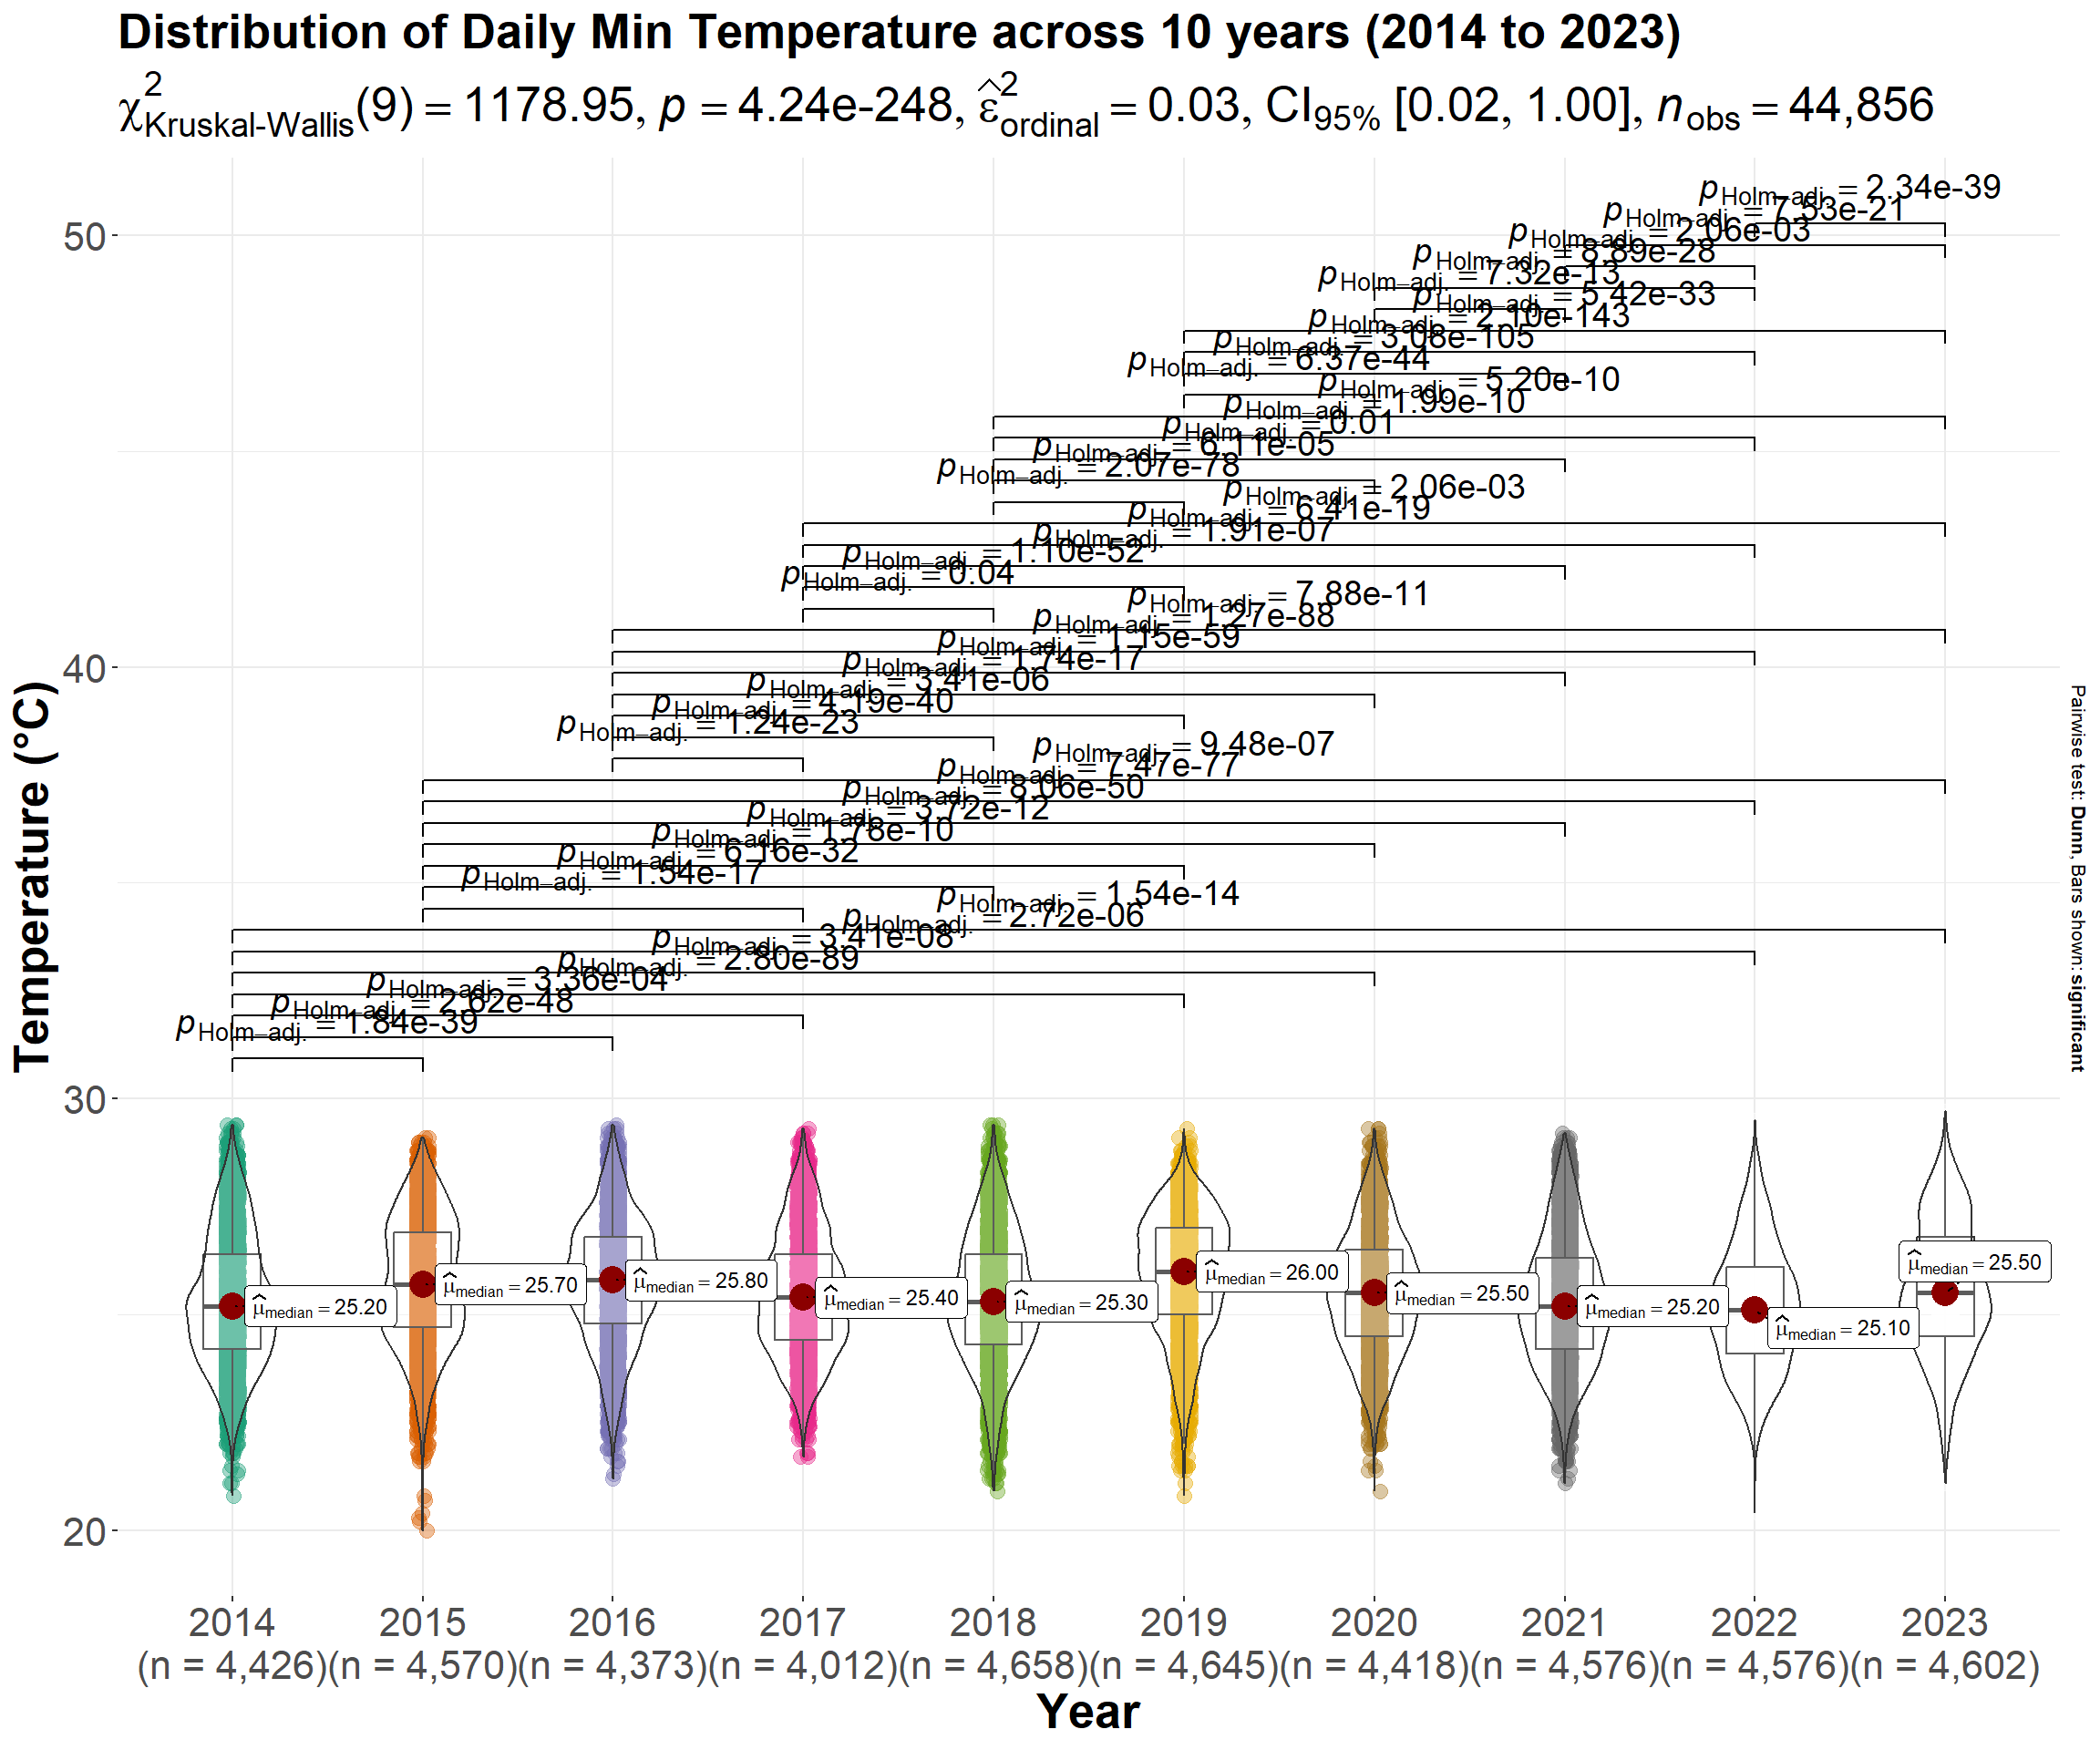 Distribution of Daily Min Temperature across 10 years (2014 to 2023)
χ²Kruskal-Wallis(9) = 1178.95, p = 4.24e-248, ε̂²ordinal = 0.03, CI95% [0.02, 1.00], nobs = 44,856
pHolm−adj. = 2.34e-39
pHolm−adj. = 7.53e-21
pHolm−adj. = 2.06e-03
pHolm−adj. = 8.89e-28
pHolm−adj. = 7.32e-13
pHolm−adj. = 5.42e-33
pHolm−adj. = 2.10e-143
pHolm−adj. = 3.08e-105
pHolm−adj. = 6.37e-44
pHolm−adj. = 5.20e-10
pHolm−adj. = 1.99e-10
pHolm−adj. = 0.01
pHolm−adj. = 6.11e-05
pHolm−adj. = 2.07e-78
pHolm−adj. = 2.06e-03
pHolm−adj. = 6.41e-19
pHolm−adj. = 1.91e-07
pHolm−adj. = 1.10e-52
pHolm−adj. = 0.04
pHolm−adj. = 7.88e-11
pHolm−adj. = 1.27e-88
pHolm−adj. = 1.15e-59
pHolm−adj. = 1.74e-17
pHolm−adj. = 3.41e-06
pHolm−adj. = 4.19e-40
pHolm−adj. = 1.24e-23
pHolm−adj. = 9.48e-07
pHolm−adj. = 7.47e-77
pHolm−adj. = 8.06e-50
pHolm−adj. = 3.72e-12
pHolm−adj. = 1.78e-10
pHolm−adj. = 6.16e-32
pHolm−adj. = 1.54e-17
pHolm−adj. = 1.54e-14
pHolm−adj. = 2.72e-06
pHolm−adj. = 3.41e-08
pHolm−adj. = 2.80e-89
pHolm−adj. = 3.36e-04
pHolm−adj. = 2.62e-48
pHolm−adj. = 1.84e-39
50
40
30
20
Temperature (°C)
Pairwise test: Dunn, Bars shown: significant
μ̂median = 25.20
μ̂median = 25.70
μ̂median = 25.80
μ̂median = 25.40
μ̂median = 25.30
μ̂median = 26.00
μ̂median = 25.50
μ̂median = 25.20
μ̂median = 25.10
μ̂median = 25.50
2014 2015 2016 2017 2018 2019 2020 2021 2022 2023
(n = 4,426)(n = 4,570)(n = 4,373)(n = 4,012)(n = 4,658)(n = 4,645)(n = 4,418)(n = 4,576)(n = 4,576)(n = 4,602)
Year